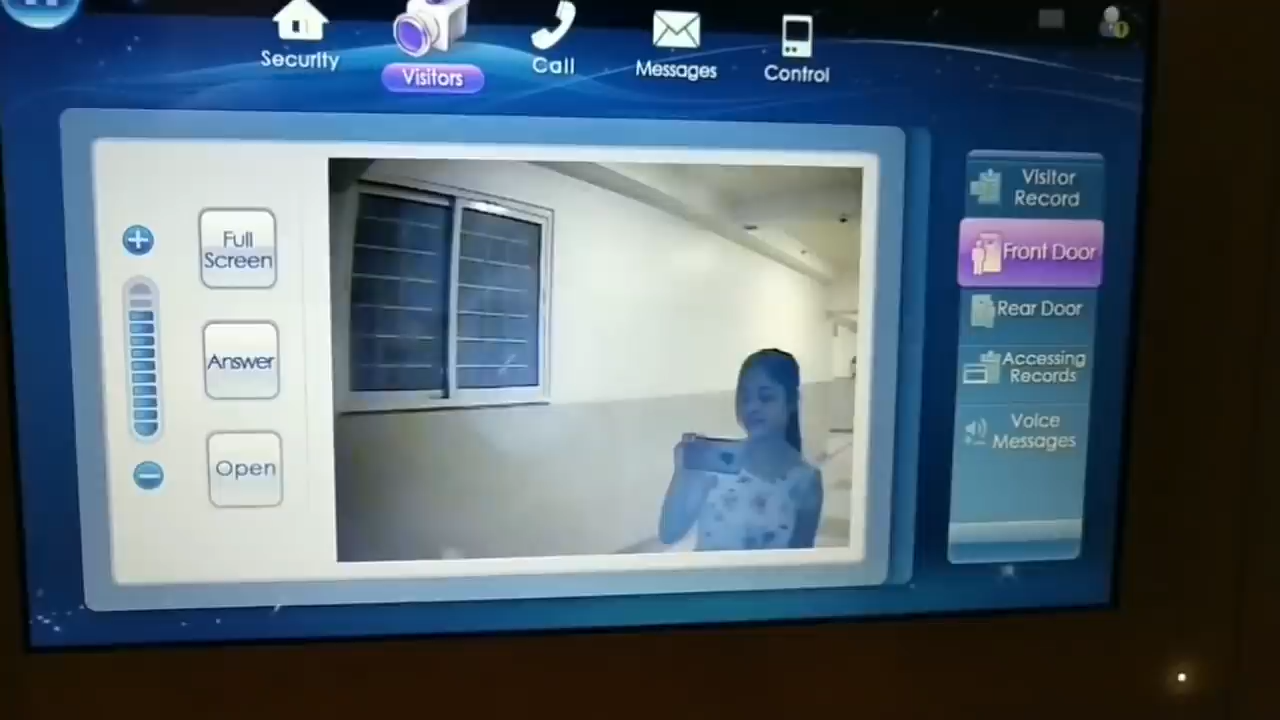 Security
Visitors
Call
Messages
Control
Full
Screen
Answer
Open
Visitor
Record
Front Door
Rear Door
Accessing
Records
Voice
Messages